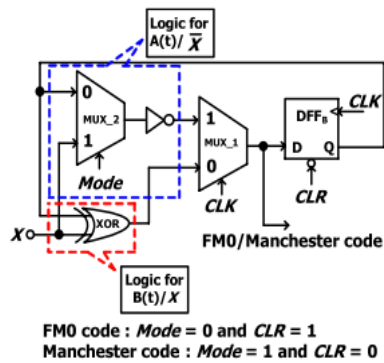 Logic for
A(t)/ X̅
0
MUX_2
1
Mode
1
MUX_1
0
CLK
CLK
DFFB
D
Q
CLR
X
XOR
FM0/Manchester code
Logic for
B(t)/X
FM0 code : Mode = 0 and CLR = 1
Manchester code : Mode = 1 and CLR = 0